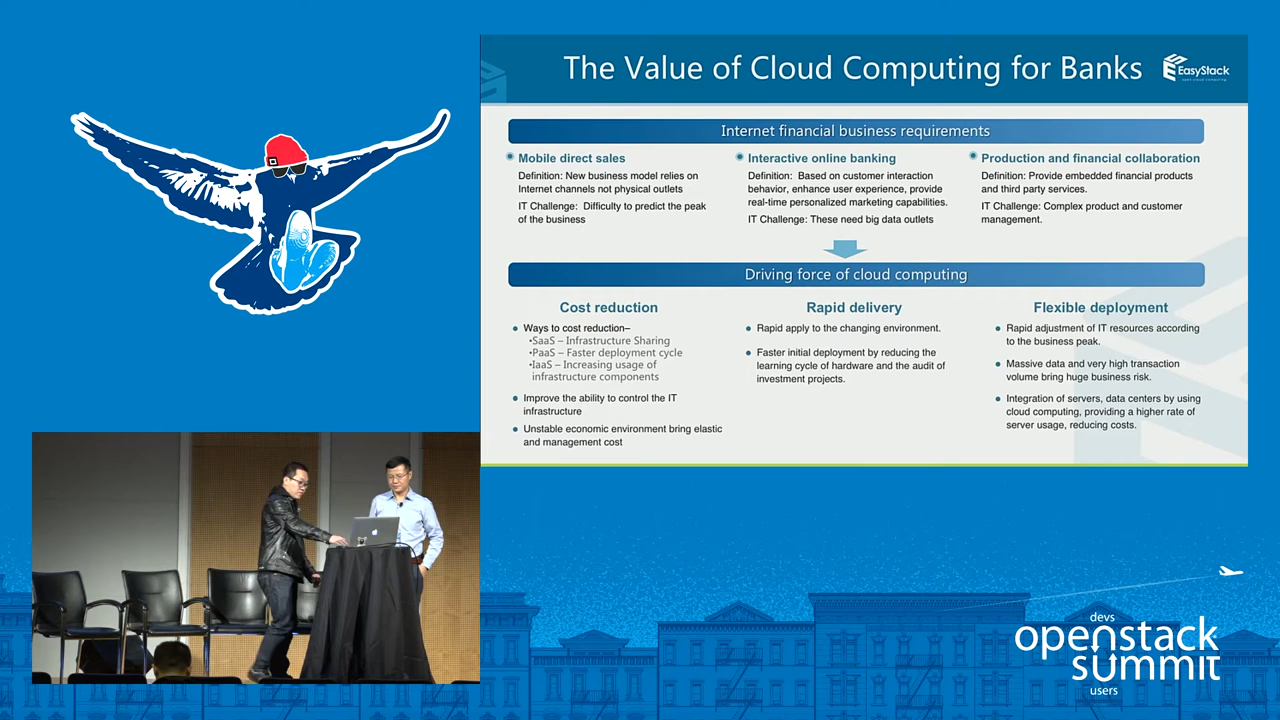 The Value of Cloud Computing for Banks
EasyStack
Internet financial business requirements
Mobile direct sales
Definition: New business model relies on
Internet channels not physical outlets
IT Challenge: Difficulty to predict the peak
of the business
Interactive online banking
Definition: Based on customer interaction
behavior, enhance user experience, provide
real-time personalized marketing capabilities.
IT Challenge: These need big data outlets
Production and financial collaboration
Definition: Provide embedded financial products
and third party services.
IT Challenge: Complex product and customer
management.
Driving force of cloud computing
Cost reduction
• Ways to cost reduction–
•SaaS – Infrastructure Sharing
•PaaS – Faster deployment cycle
•IaaS – Increasing usage of
infrastructure components
• Improve the ability to control the IT
infrastructure
• Unstable economic environment bring elastic
and management cost
Rapid delivery
• Rapid apply to the changing environment.
• Faster initial deployment by reducing the
learning cycle of hardware and the audit of
investment projects.
Flexible deployment
• Rapid adjustment of IT resources according
to the business peak.
• Massive data and very high transaction
volume bring huge business risk.
• Integration of servers, data centers by using
cloud computing, providing a higher rate of
server usage, reducing costs.
devs
openstack
summit
users